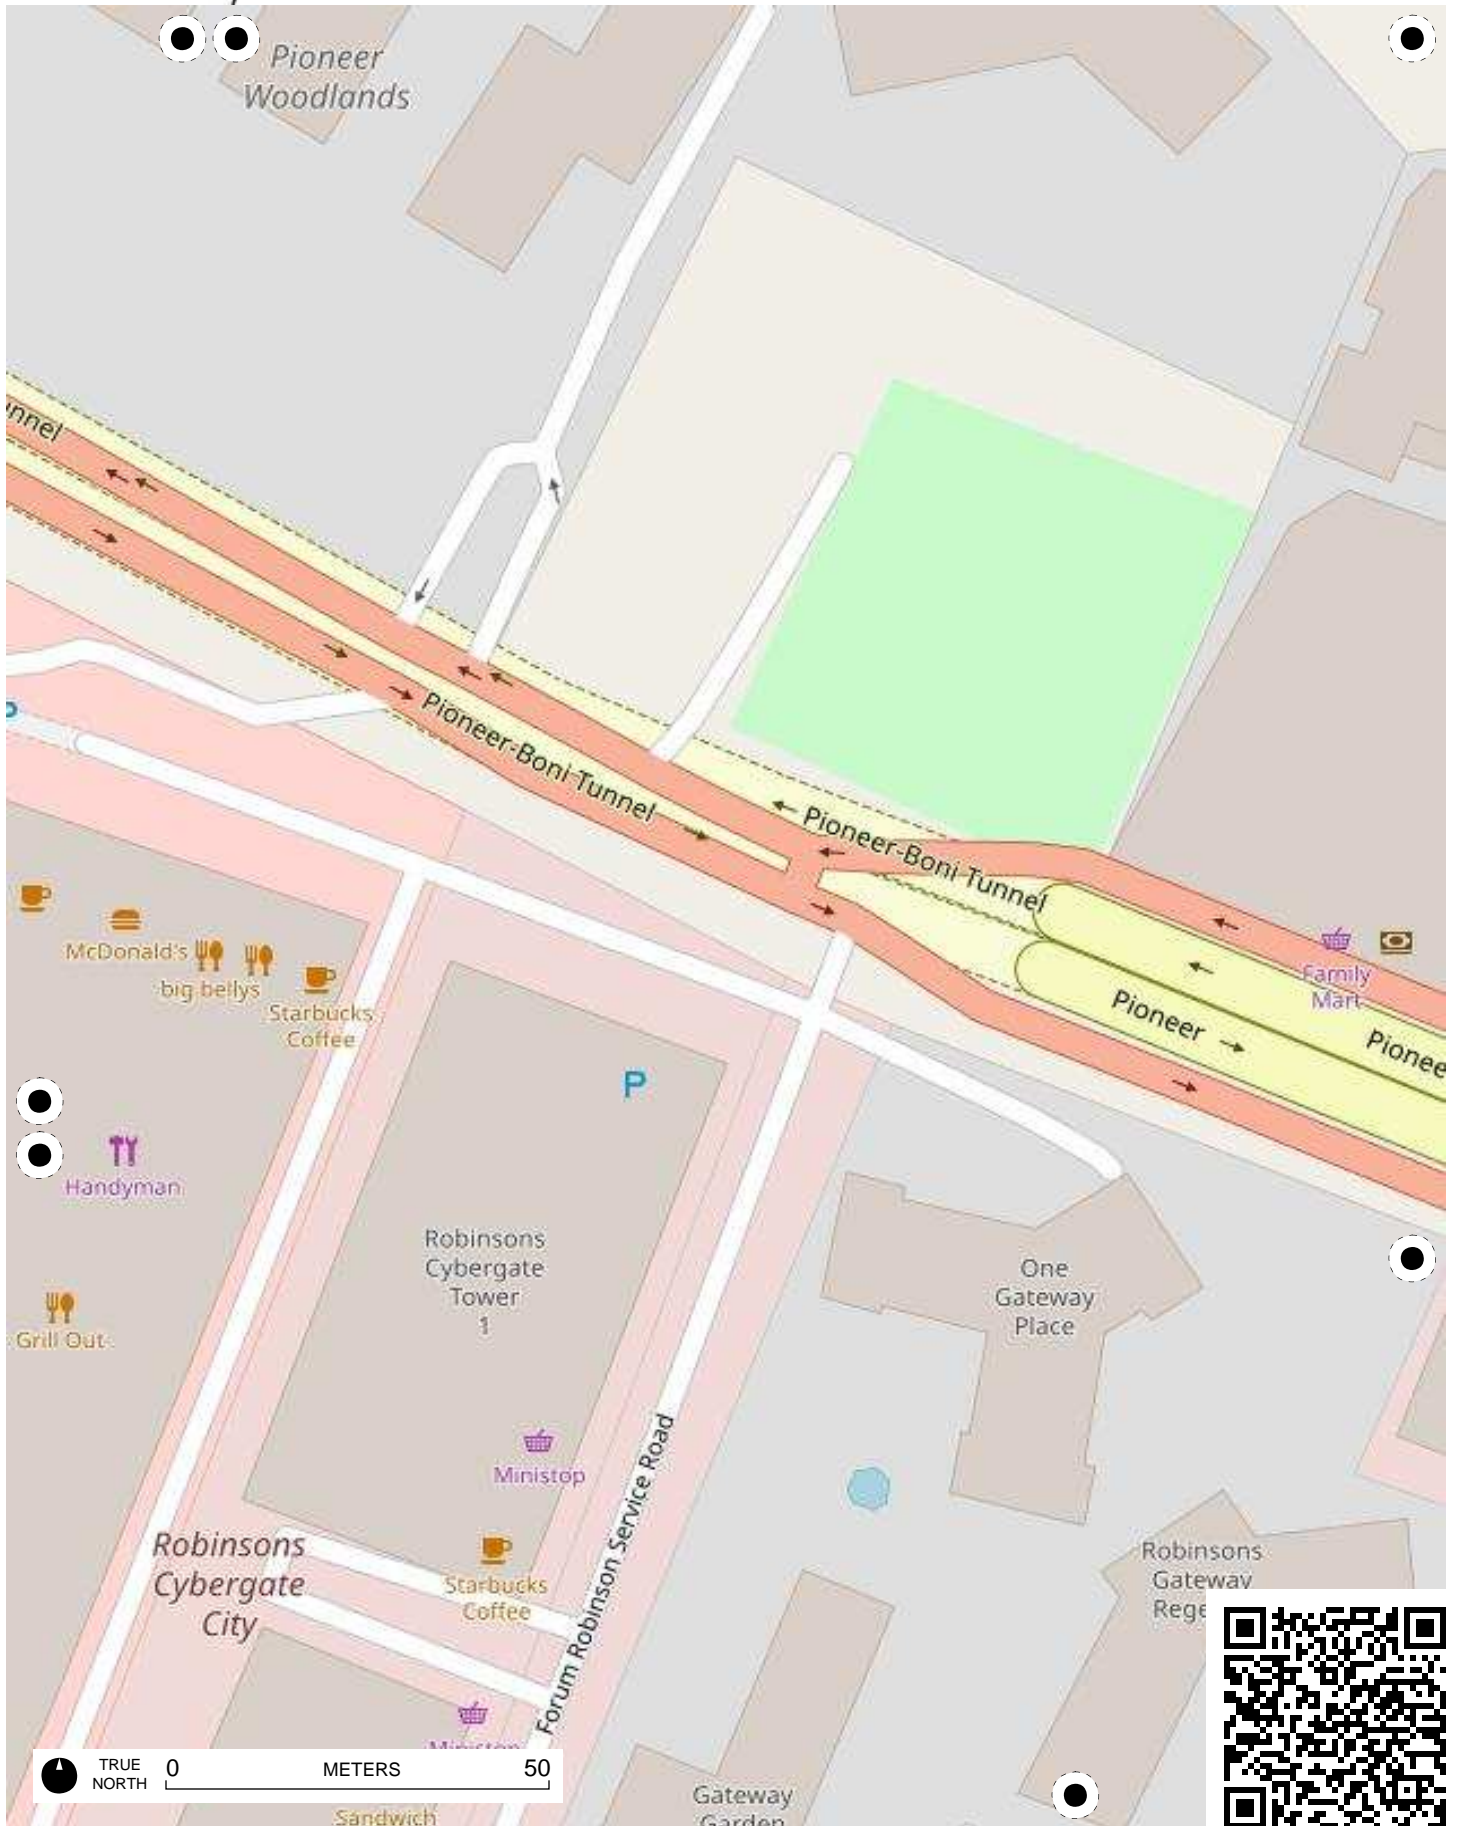 Pioneer
Woodlands
unnel
Pioneer-Boni Tunnel
Pioneer-Boni Tunnel
McDonald's
big bellys
Starbucks
Coffee
Family
Mart
Pioneer
Pionee
P
P
Handyman
Robinsons
Cybergate
Tower
1
One
Gateway
Place
Grill Out
Ministop
Forum Robinson Service Road
Robinsons
Cybergate
City
Starbucks
Coffee
Robinsons
Gateway
Rege
Ministop
TRUE
NORTH
0 METERS 50
Gateway
Garden
Sandwich